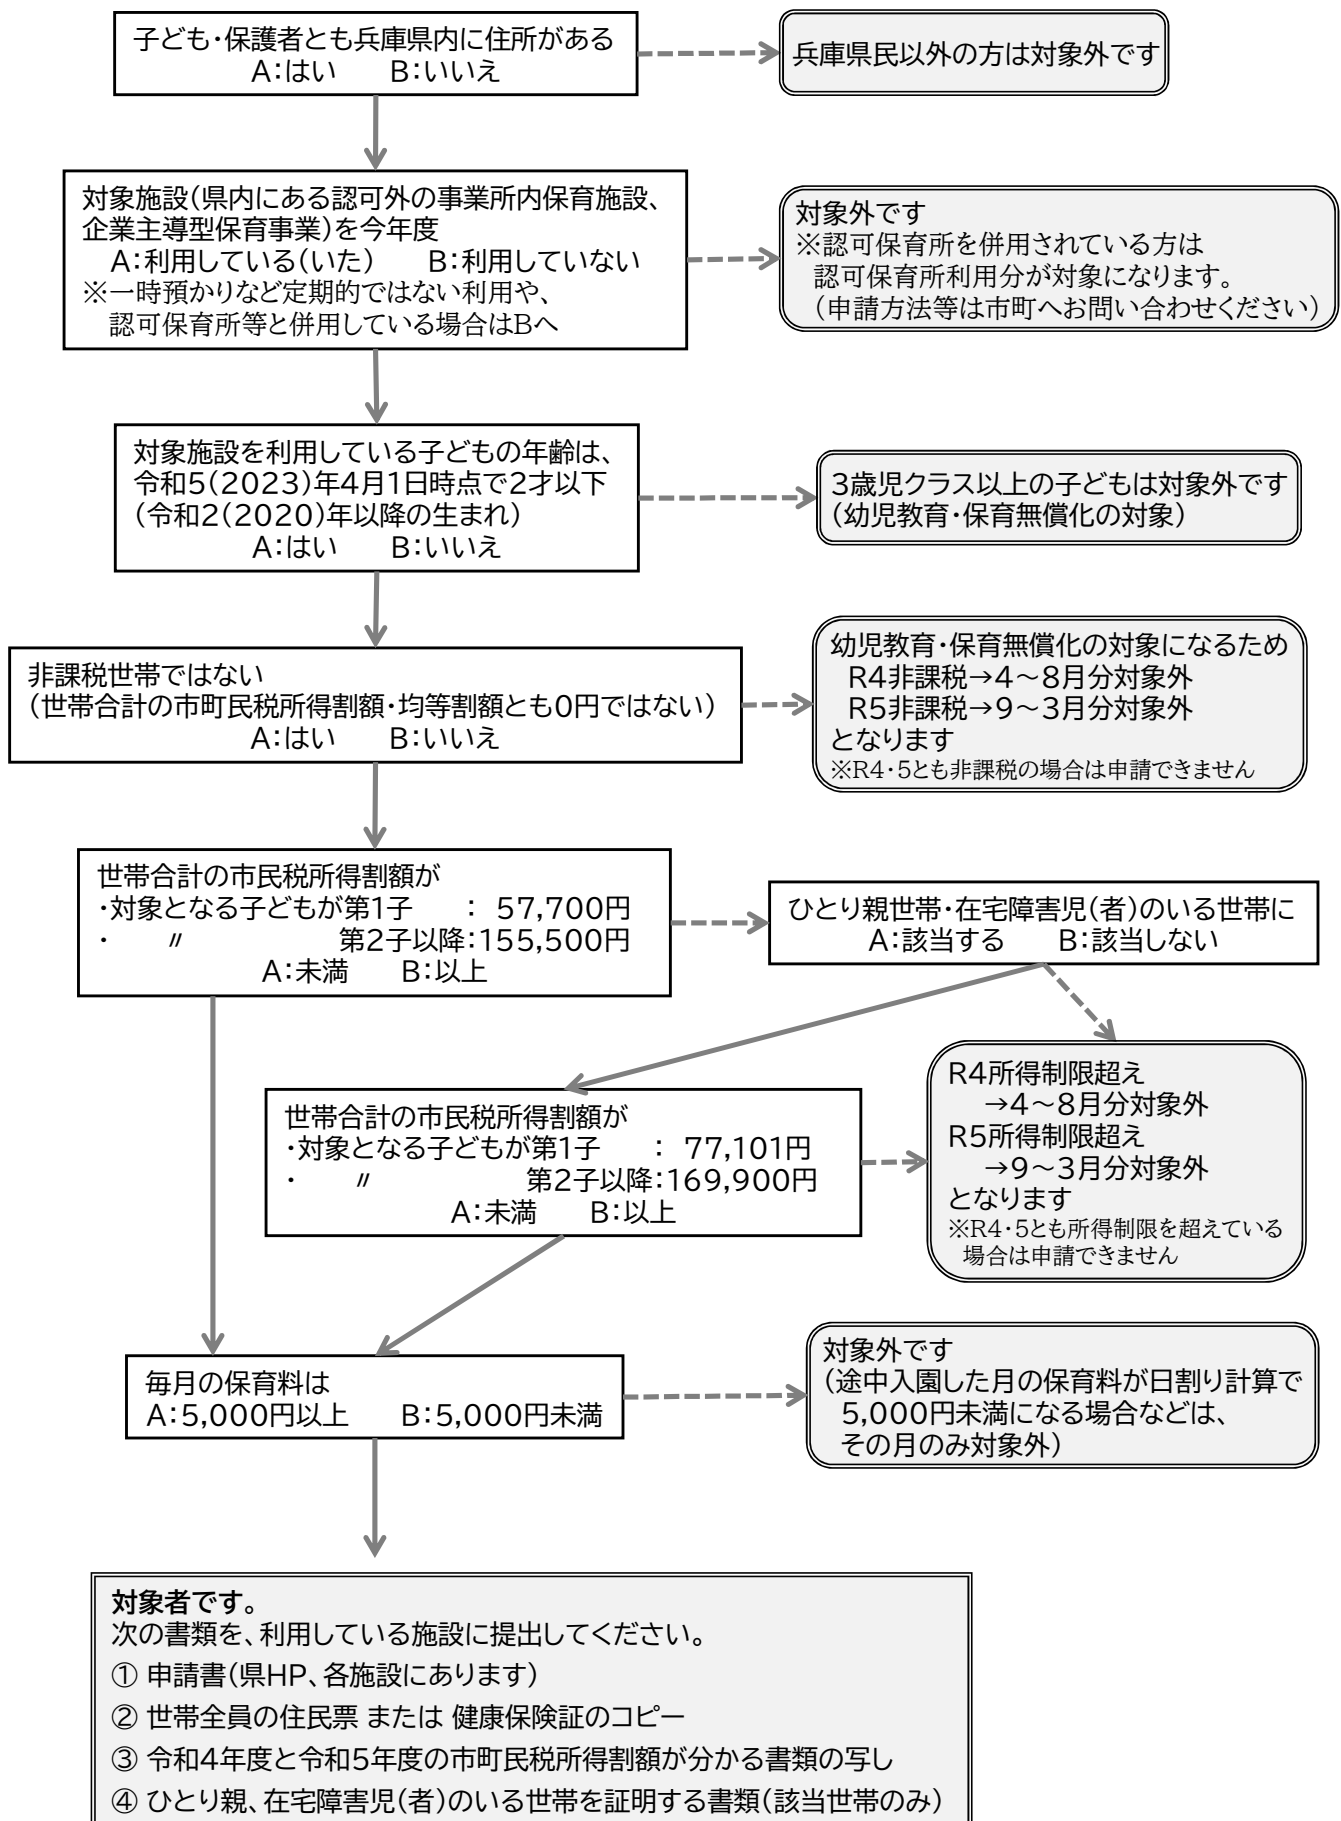 子ども・保護者とも兵庫県内に住所がある
A：はい　　B：いいえ
兵庫県民以外の方は対象外です
対象施設（県内にある認可外の事業所内保育施設、
企業主導型保育事業）を今年度
A：利用している（いた）　　B：利用していない
※一時預かりなど定期的ではない利用や、
認可保育所等と併用している場合はBへ
対象外です
※認可保育所を併用されている方は
認可保育所利用分が対象になります。
（申請方法等は市町へお問い合わせください）
対象施設を利用している子どもの年齢は、
令和5（2023）年4月1日時点で2才以下
（令和2（2020）年以降の生まれ）
A：はい　　B：いいえ
3歳児クラス以上の子どもは対象外です
（幼児教育・保育無償化の対象）
非課税世帯ではない
（世帯合計の市町民税所得割額・均等割額とも0円ではない）
A：はい　　B：いいえ
幼児教育・保育無償化の対象になるため
R4非課税→4～8月分対象外
R5非課税→9～3月分対象外
となります
※R4・5とも非課税の場合は申請できません
世帯合計の市民税所得割額が
・対象となる子どもが第1子　　：　57,700円
・　　〃　　　　　　第2子以降：155,500円
A：未満　　B：以上
ひとり親世帯・在宅障害児（者）のいる世帯に
A：該当する　　B：該当しない
世帯合計の市民税所得割額が
・対象となる子どもが第1子　　：　77,101円
・　　〃　　　　　　第2子以降：169,900円
A：未満　　B：以上
R4所得制限超え
→4～8月分対象外
R5所得制限超え
→9～3月分対象外
となります
※R4・5とも所得制限を超えている
場合は申請できません
毎月の保育料は
A：5,000円以上　　B：5,000円未満
対象外です
（途中入園した月の保育料が日割り計算で
5,000円未満になる場合などは、
その月のみ対象外）
対象者です。
次の書類を、利用している施設に提出してください。
① 申請書（県HP、各施設にあります）
② 世帯全員の住民票 または 健康保険証のコピー
③ 令和4年度と令和5年度の市町民税所得割額が分かる書類の写し
④ ひとり親、在宅障害児（者）のいる世帯を証明する書類（該当世帯のみ）